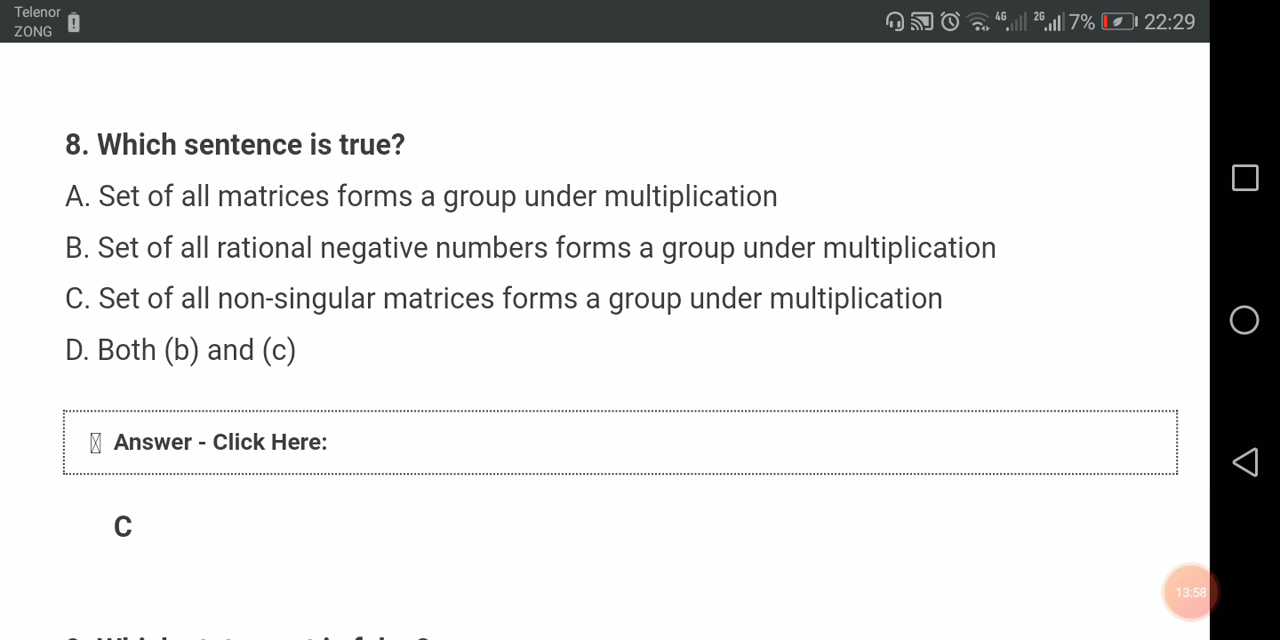 Telenor
ZONG
4G 2G 7% 22:29
8. Which sentence is true?
A. Set of all matrices forms a group under multiplication
B. Set of all rational negative numbers forms a group under multiplication
C. Set of all non-singular matrices forms a group under multiplication
D. Both (b) and (c)
Answer - Click Here:
C
13:58